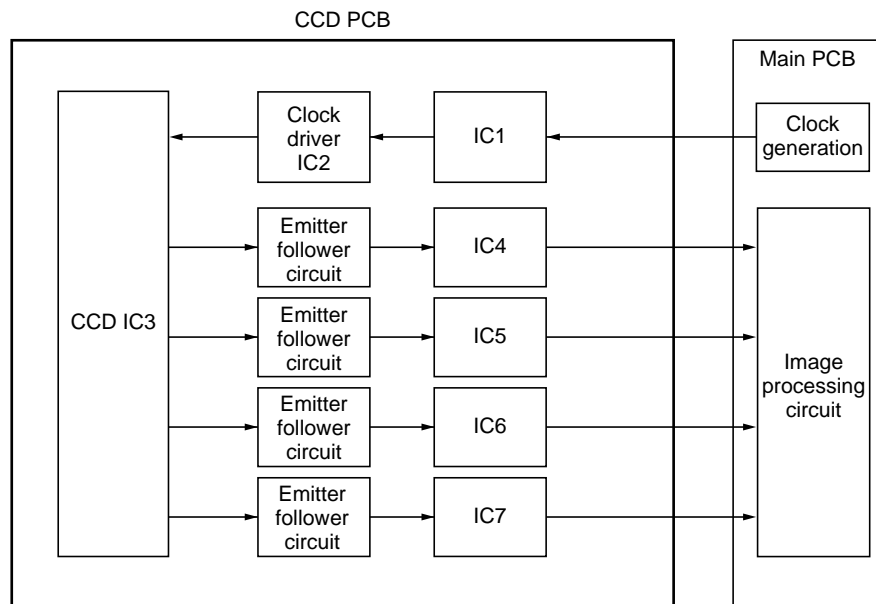 CCD PCB
Main PCB
Clock
driver
IC2
IC1
Clock
generation
Emitter
follower
circuit
IC4
CCD IC3
Emitter
follower
circuit
IC5
Image
processing
circuit
Emitter
follower
circuit
IC6
Emitter
follower
circuit
IC7